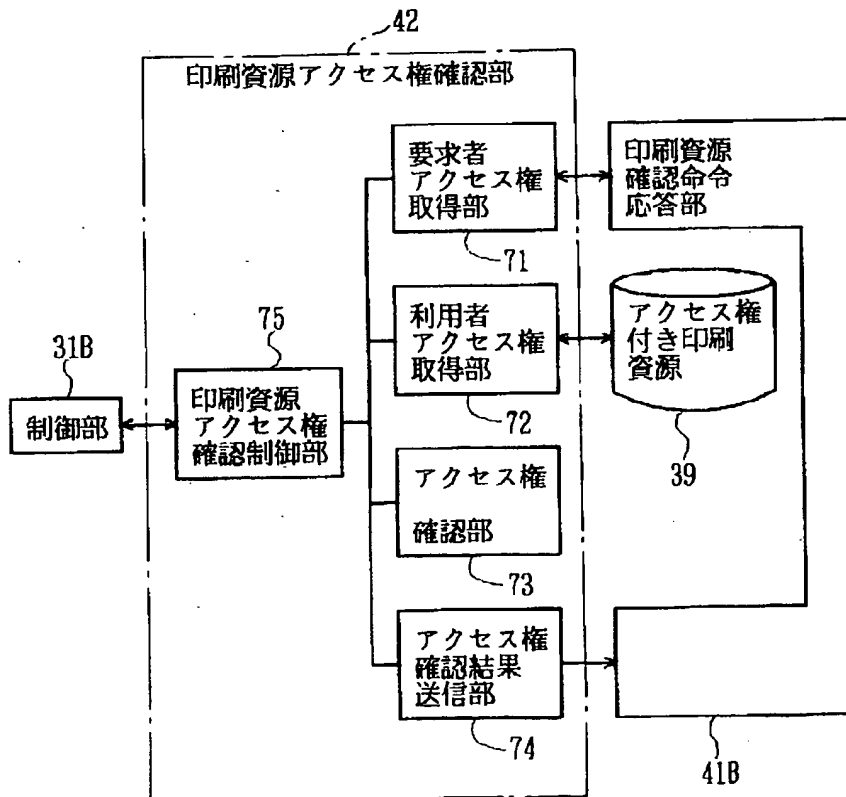 42
印刷資源アクセス権確認部
要求者
アクセス権
取得部
71
印刷資源
確認命令
応答部
75
利用者
アクセス権
取得部
72
アクセス権
付き印刷
資源
39
31B
制御部
印刷資源
アクセス権
確認制御部
アクセス権
確認部
73
アクセス権
確認結果
送信部
74
41B